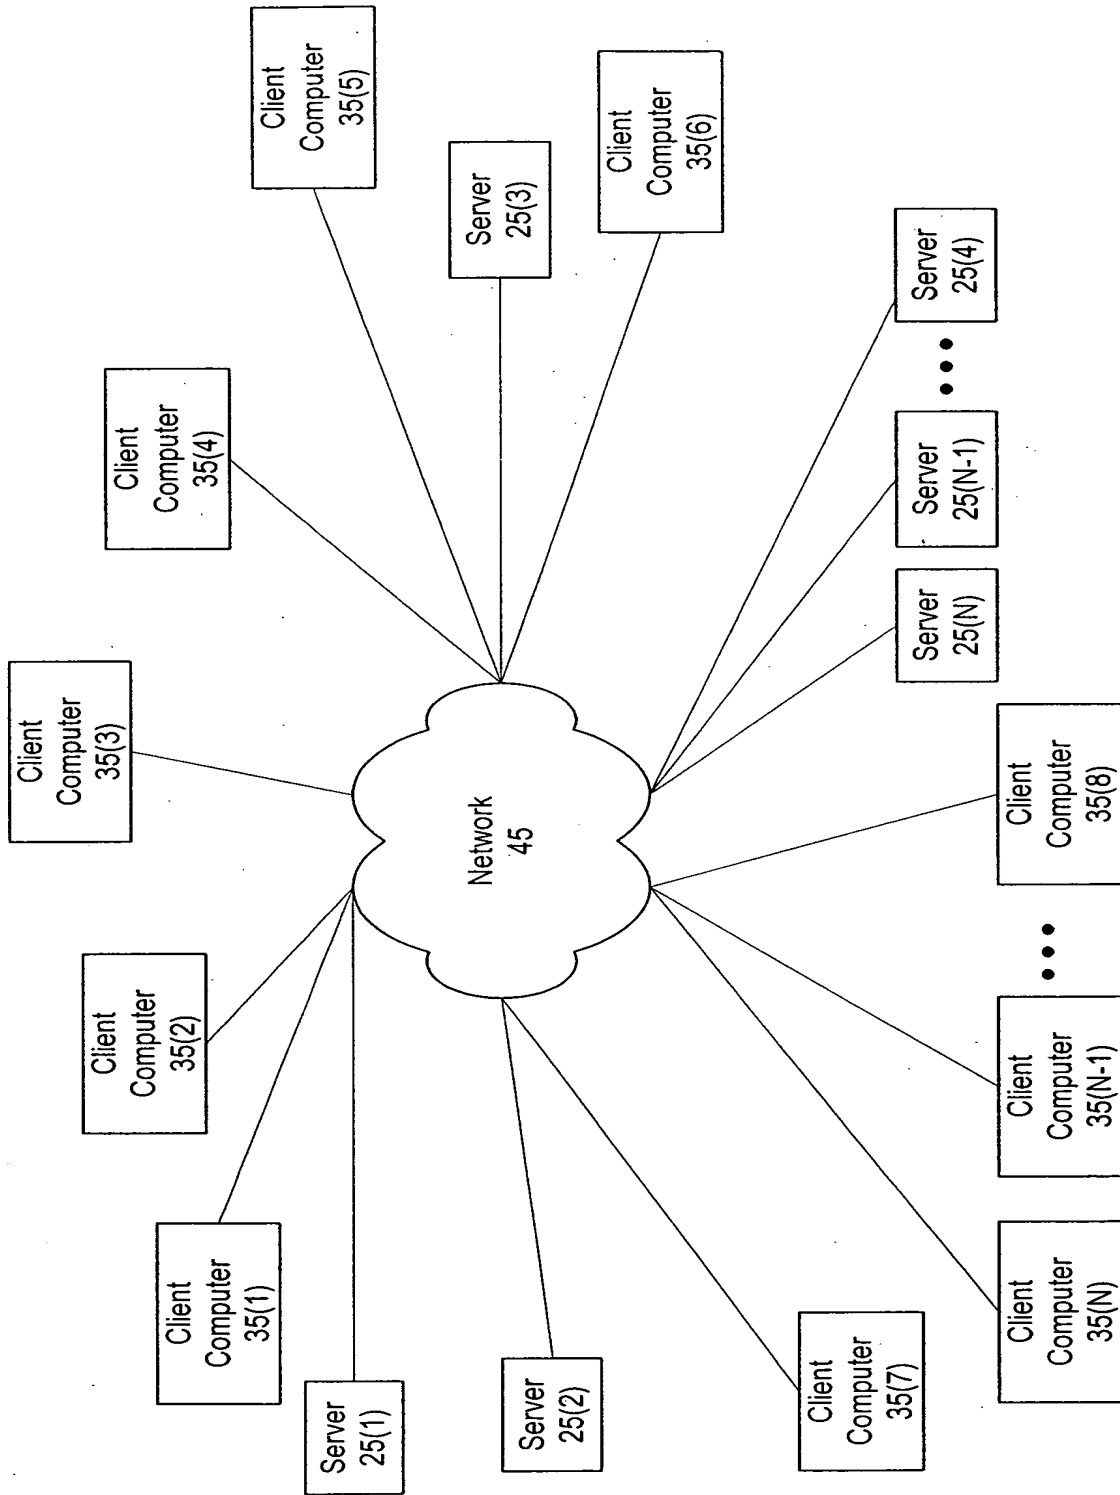 Client
Computer
35(3)
Client
Computer
35(2)
Client
Computer
35(4)
Client
Computer
35(1)
Client
Computer
35(5)
Server
25(1)
Network
45
Server
25(3)
Server
25(2)
Client
Computer
35(6)
Client
Computer
35(7)
Client
Computer
35(N)
Client
Computer
35(N-1)
•••
Client
Computer
35(8)
Server
25(N)
Server
25(N-1)
•••
Server
25(4)